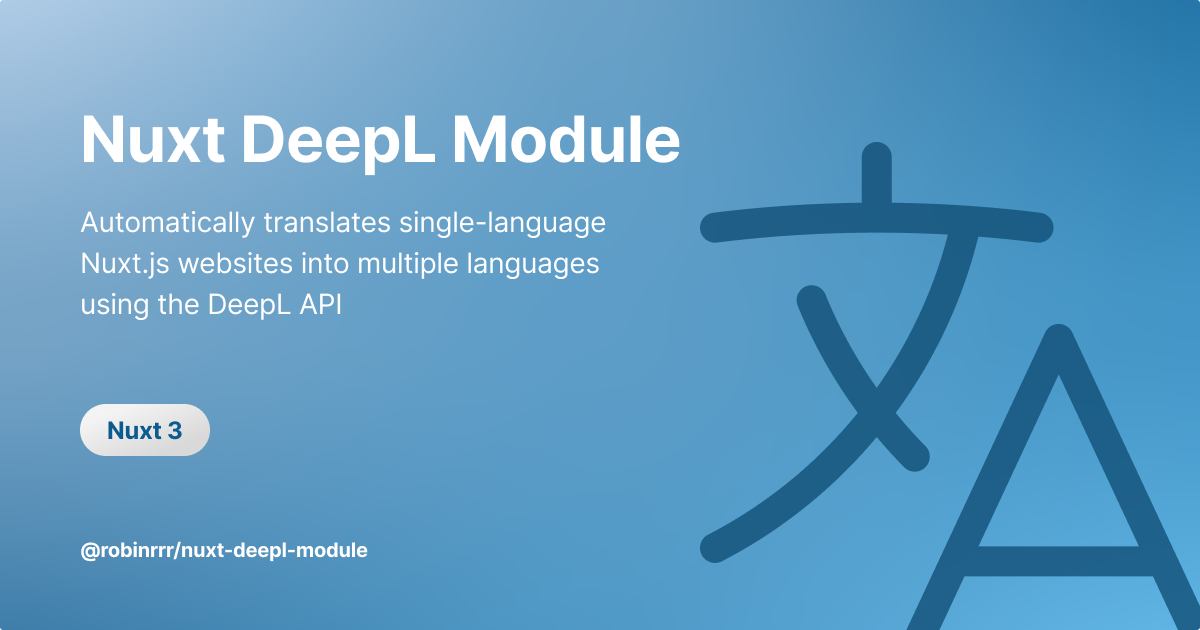 Nuxt DeepL Module
Automatically translates single-language
Nuxt.js websites into multiple languages
using the DeepL API
Nuxt 3
@robinrrr/nuxt-deepl-module
文
A